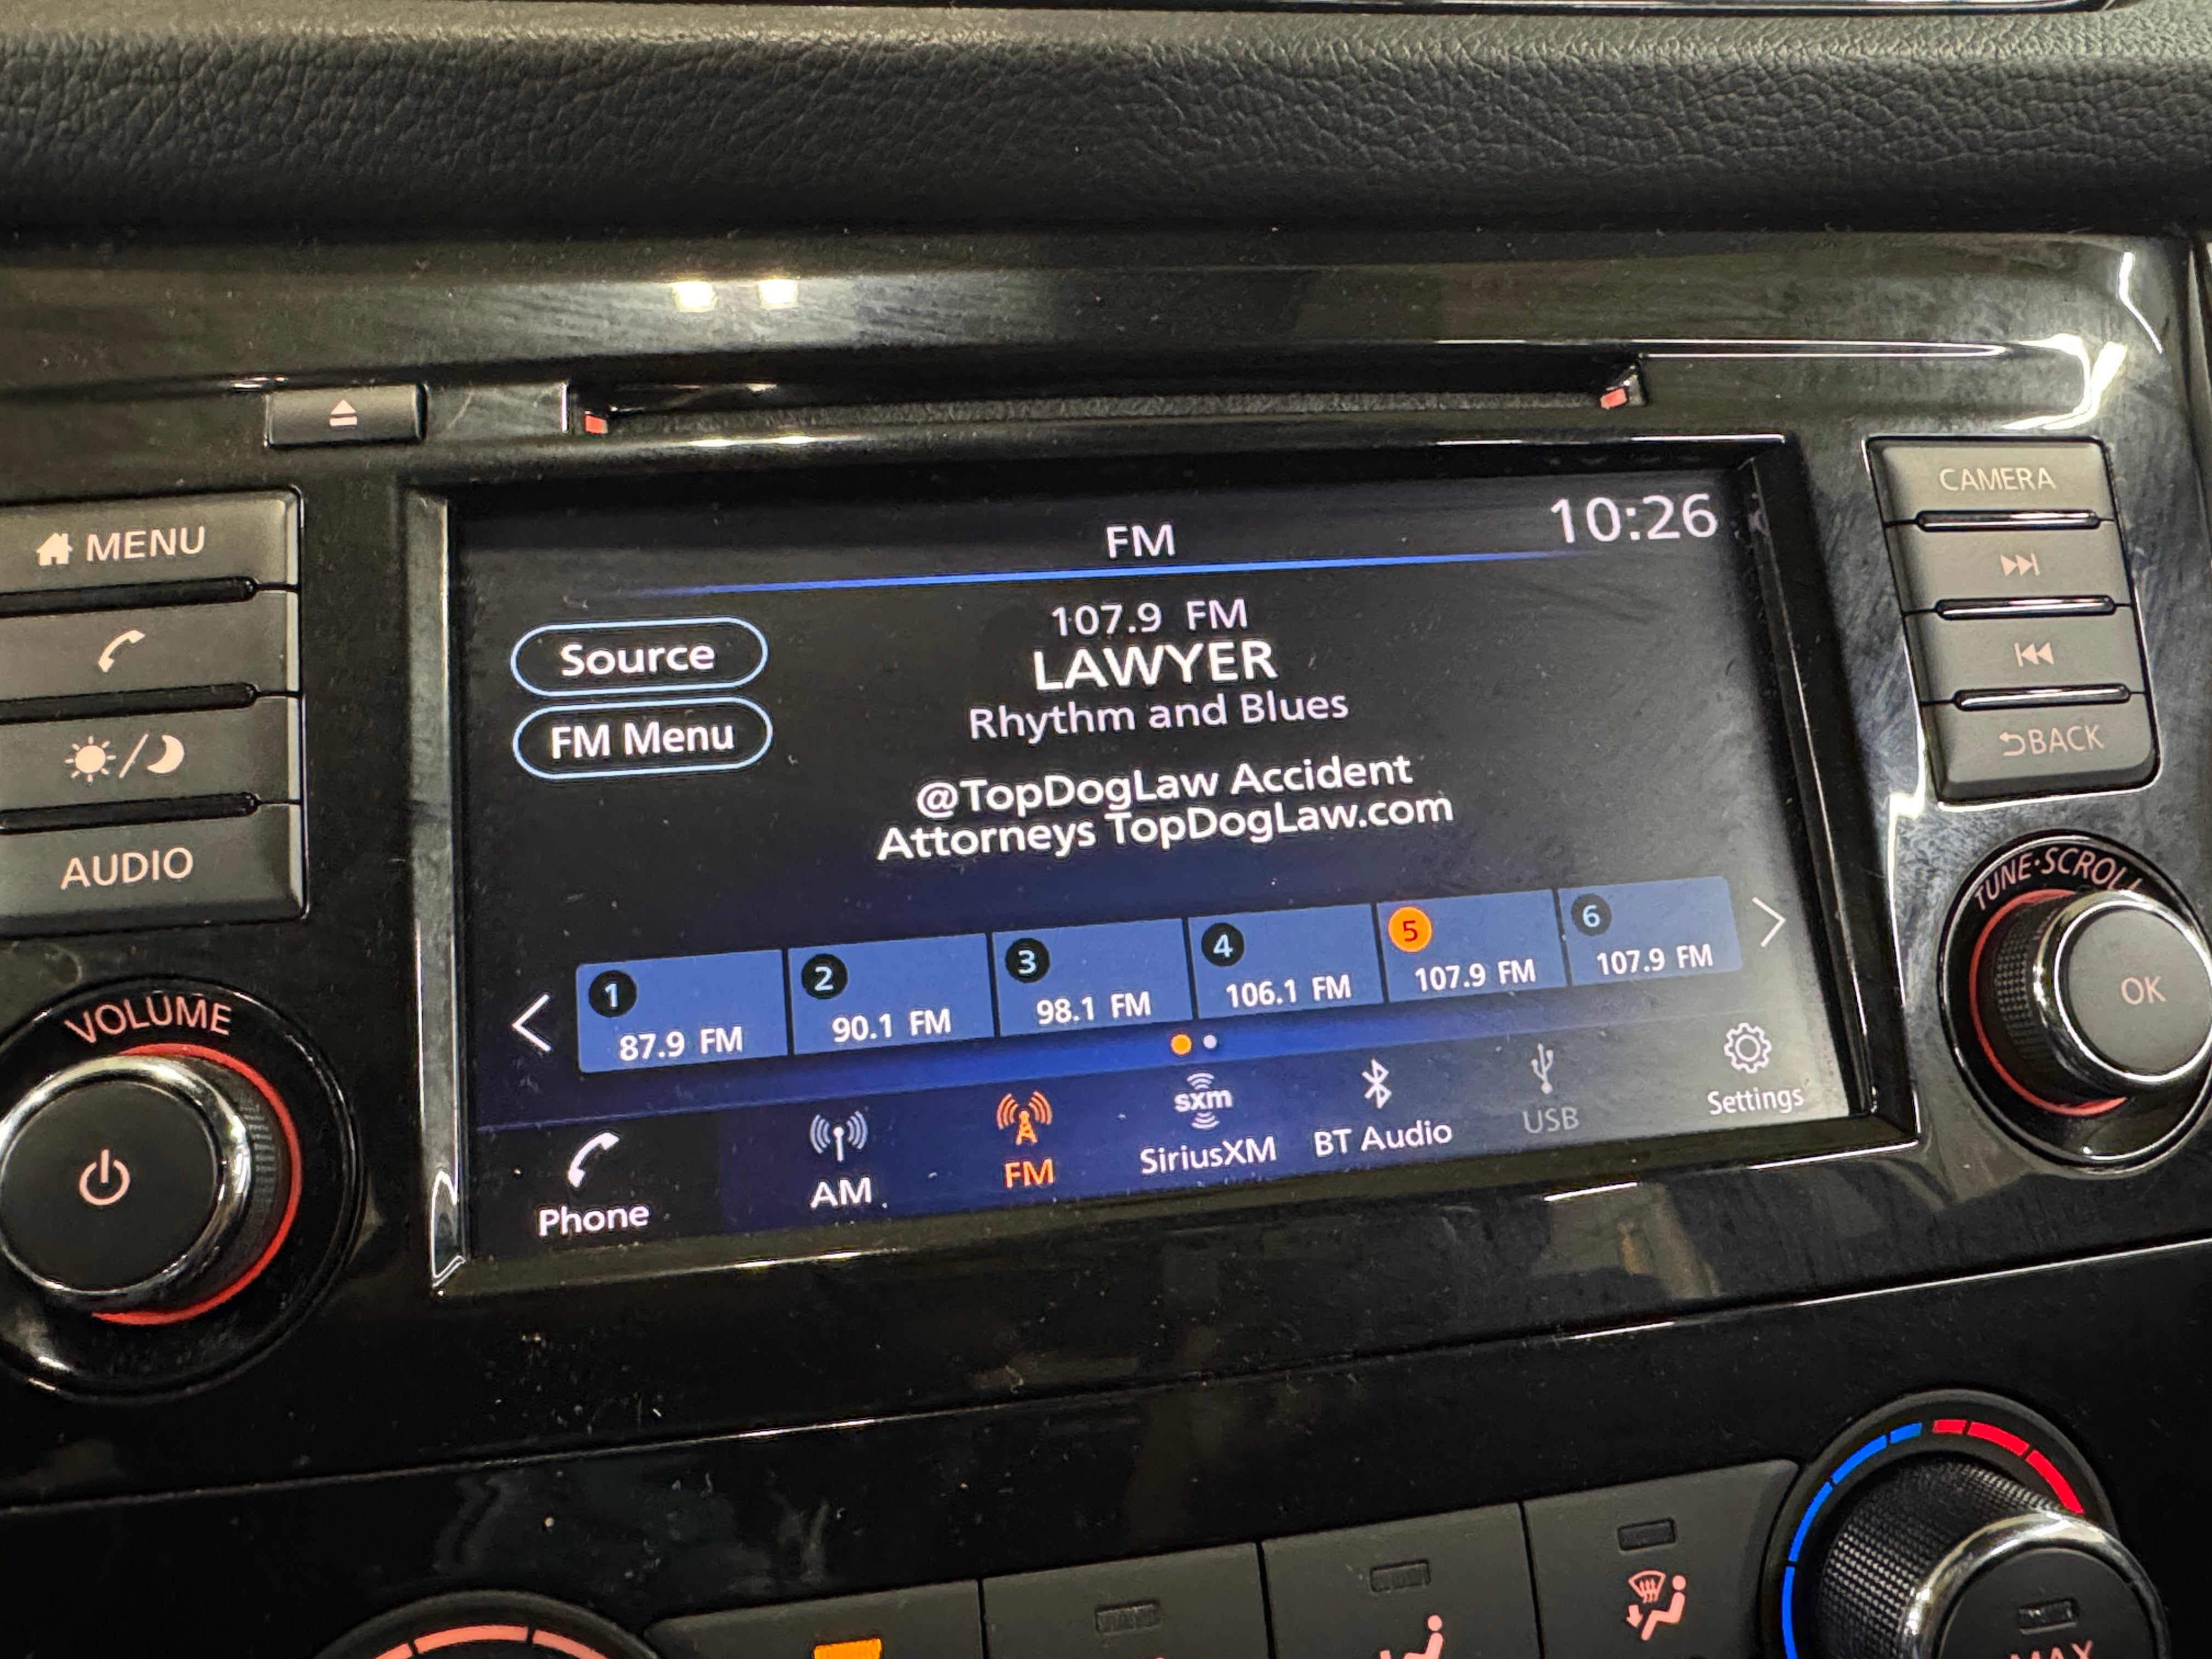 CAMERA
MENU
FM
10:26
107.9 FM
LAWYER
Rhythm and Blues
Source
FM Menu
@TopDogLaw Accident
Attorneys TopDogLaw.com
BACK
AUDIO
TUNE·SCROLL
OK
VOLUME
1
87.9 FM
2
90.1 FM
3
98.1 FM
4
106.1 FM
5
107.9 FM
6
107.9 FM
Phone
AM
FM
sxm
SiriusXM
BT Audio
USB
Settings
MAX